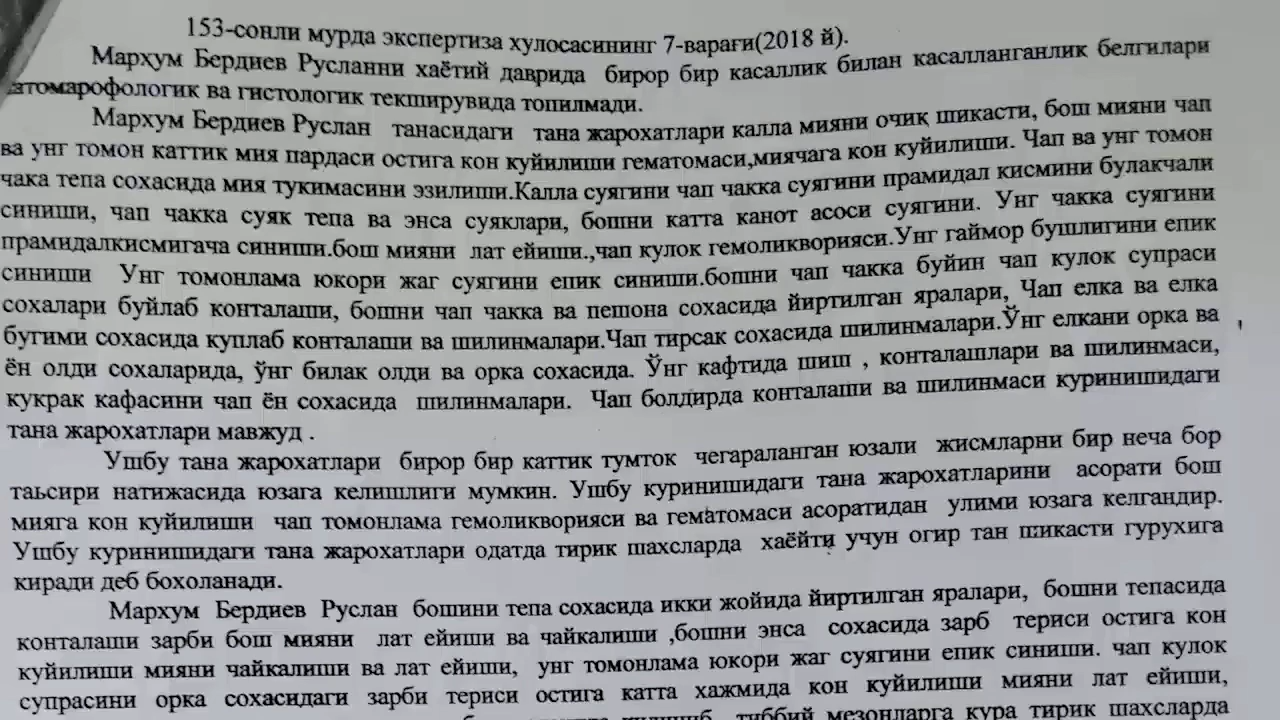 153-сонли мурда экспертиза хулосасининг 7-варағи(2018 й).
Марҳум Бердиев Русланни хаётий даврида бирор бир касаллик билан касалланганлик белгилари
атомарофологик ва гистологик текширувида топилмади.
Мархум Бердиев Руслан танасидаги тана жарохатлари калла мияни очиқ шикасти, бош мияни чап
ва унг томон каттик мия пардаси остига кон куйилиши гематомаси,миячага кон куйилиши. Чап ва унг томон
чака тепа сохасида мия тукимасини эзилиши.Калла суягини чап чакка суягини прамидал кисмини булакчали
синиши, чап чакка суяк тепа ва энса суяклари, бошни катта канот асоси суягини. Унг чакка суягини
прамидалкисмигача синиши.бош мияни лат ейиши.,чап кулок гемоликворияси.Унг гаймор бушлигини епик
синиши Унг томонлама юкори жаг суягини епик синиши.бошни чап чакка буйин чап кулок супраси
сохалари буйлаб конталаши, бошни чап чакка ва пешона сохасида йиртилган яралари, Чап елка ва елка
бугими сохасида куплаб конталаши ва шилинмалари.Чап тирсак сохасида шилинмалари.Ўнг елкани орка ва
ён олди сохаларида, ўнг билак олди ва орка сохасида. Ўнг кафтида шиш , конталашлари ва шилинмаси,
кукрак кафасини чап ён сохасида шилинмалари. Чап болдирда конталаши ва шилинмаси куринишидаги
тана жарохатлари мавжуд .
Ушбу тана жарохатлари бирор бир каттик тумток чегараланган юзали жисмларни бир неча бор
таьсири натижасида юзага келишлиги мумкин. Ушбу куринишидаги тана жарохатларини асорати бош
мияга кон куйилиши чап томонлама гемоликворияси ва гематомаси асоратидан улими юзага келгандир.
Ушбу куринишидаги тана жарохатлари одатда тирик шахсларда хаёйти учун огир тан шикасти гурухига
киради деб бохоланади.
Мархум Бердиев Руслан бошини тепа сохасида икки жойида йиртилган яралари, бошни тепасида
конталаши зарби бош мияни лат ейиши ва чайкалиши ,бошни энса сохасида зарб териси остига кон
куйилиши мияни чайкалиши ва лат ейиши, унг томонлама юкори жаг суягини епик синиши. чап кулок
супрасини орка сохасидаги зарби териси остига катта хажмида кон куйилиши мияни лат ейиши,
тиббий мезонларга кура тирик шахсларда